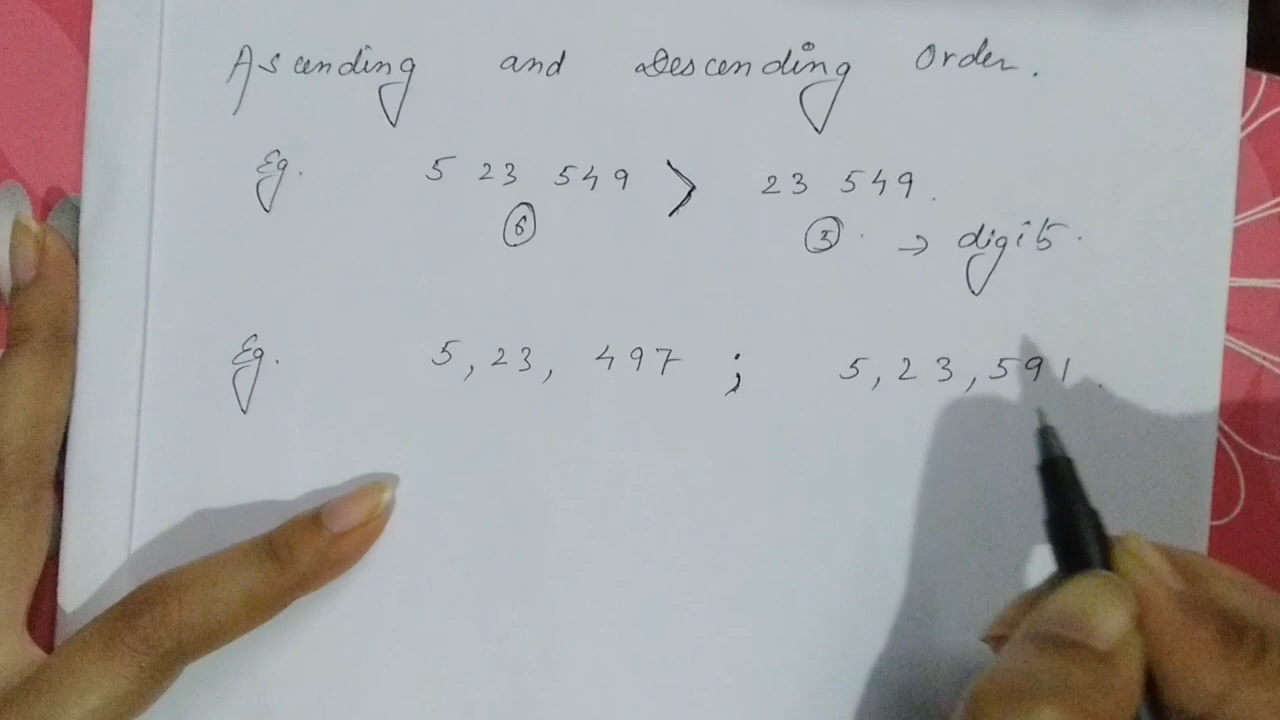 Ascending and Descending Order.
Eg. 5 23 549 > 23 549.
6 5. → digits.
Eg. 5,23, 497 ; 5,23,591.